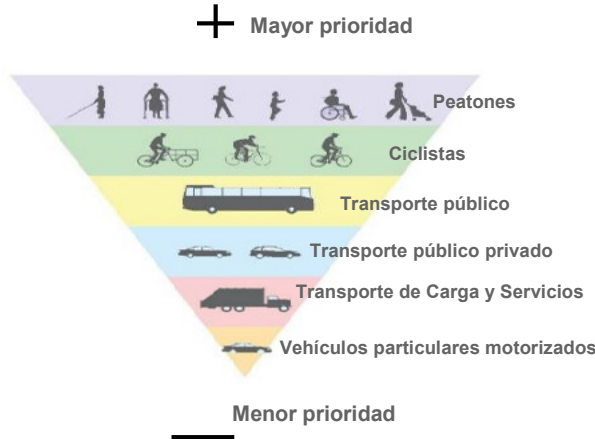 + Mayor prioridad
Peatones
Ciclistas
Transporte público
Transporte público privado
Transporte de Carga y Servicios
Vehículos particulares motorizados
Menor prioridad